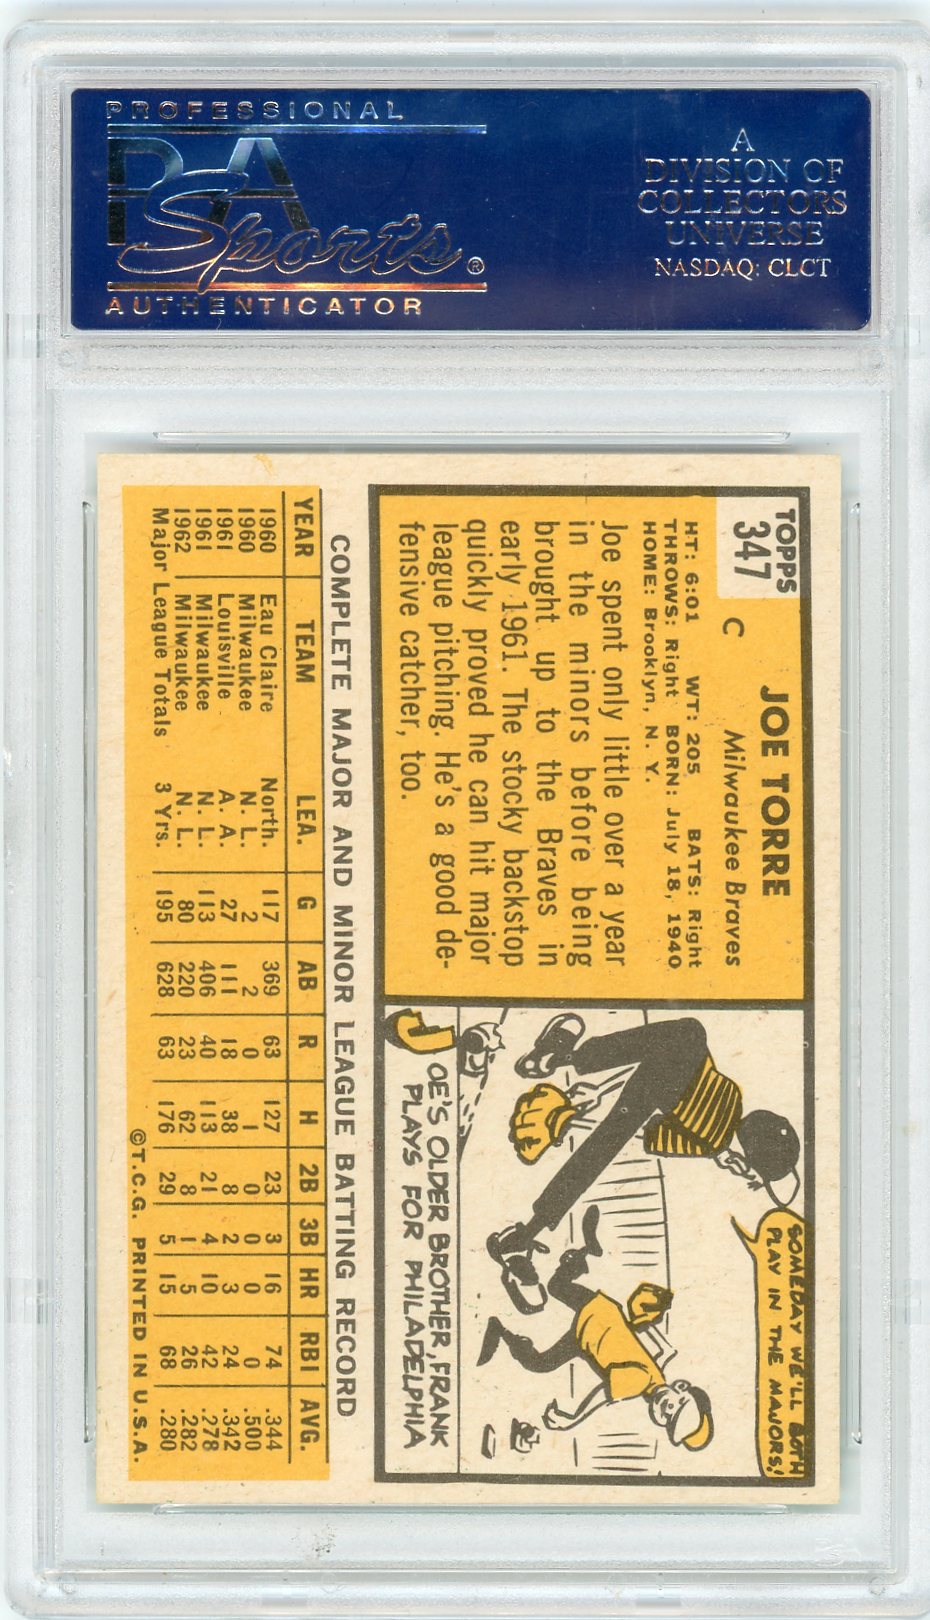 PROFESSIONAL
PSA
Sports®
AUTHENTICATOR
A
DIVISION OF
COLLECTORS
UNIVERSE
NASDAQ: CLCT
TOPPS
347
C
JOE TORRE
Milwaukee Braves
HT: 6:01 WT: 205 BATS: Right
THROWS: Right BORN: July 18, 1940
HOME: Brooklyn, N. Y.
Joe spent only little over a year
in the minors before being
brought up to the Braves in
early 1961. The stocky backstop
quickly proved he can hit major
league pitching. He's a good de-
fensive catcher, too.
SOMEDAY WE'LL BOTH
PLAY IN THE MAJORS!
JOE'S OLDER BROTHER, FRANK
PLAYS FOR PHILADELPHIA
COMPLETE MAJOR AND MINOR LEAGUE BATTING RECORD
YEAR TEAM LEA. G AB R H 2B 3B HR RBI AVG.
1960 Eau Claire North. 117 369 63 127 23 3 16 74 .344
1960 Milwaukee N. L. 2 2 0 1 0 0 0 0 .500
1961 Louisville A. A. 27 111 18 38 8 2 3 24 .342
1961 Milwaukee N. L. 113 406 40 113 21 4 10 42 .278
1962 Milwaukee N. L. 80 220 23 62 8 1 5 26 .282
Major League Totals 3 Yrs. 195 628 63 176 29 5 15 68 .280
©T.C.G. PRINTED IN U.S.A.